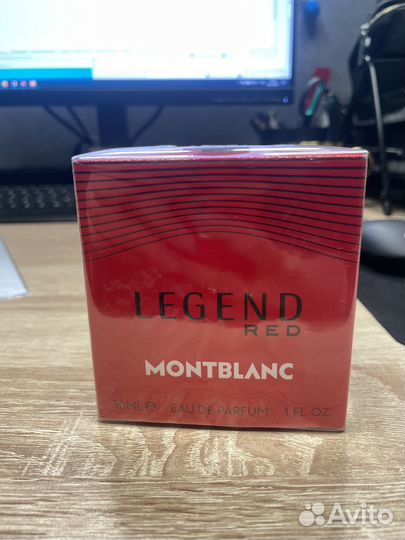 LEGEND
RED
MONTBLANC
30ML℮ EAU DE PARFUM 1 FL.OZ.
Avito